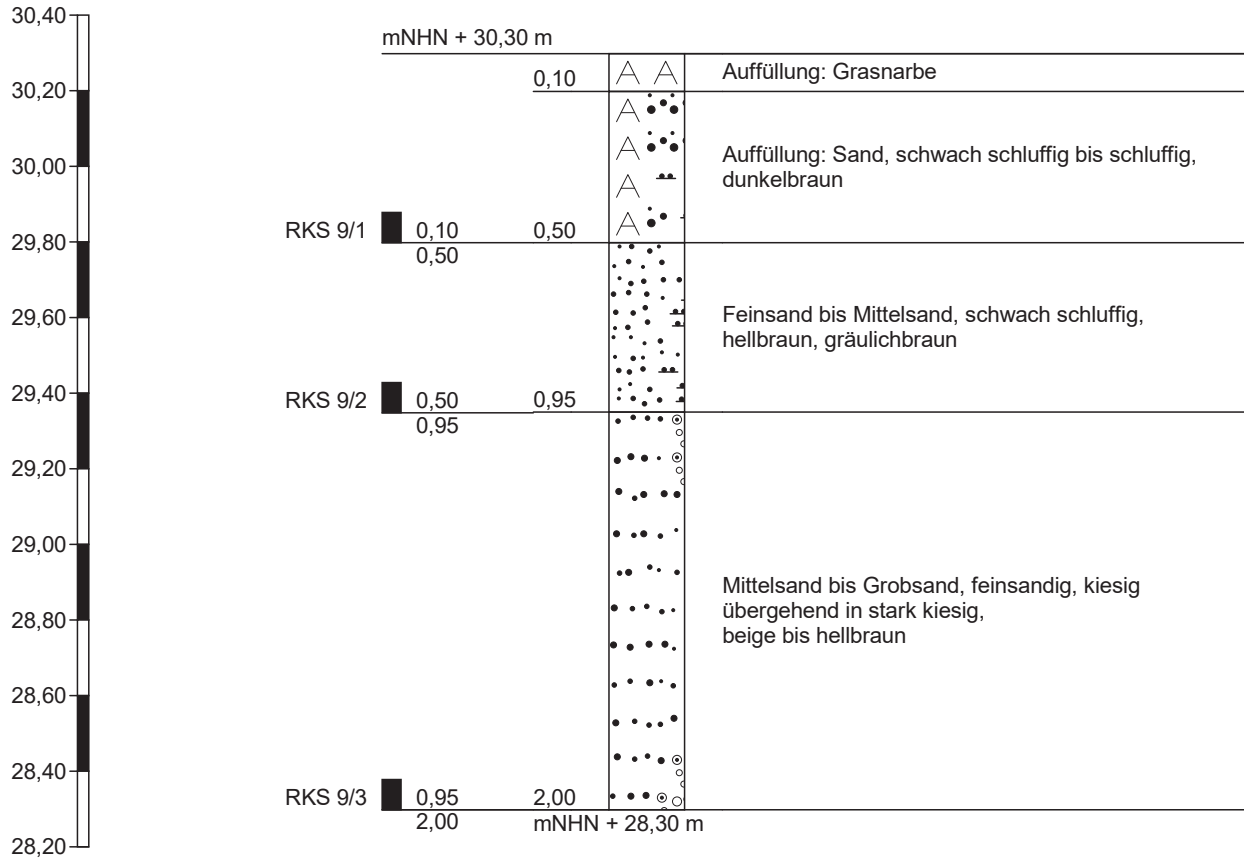 30,40
mNHN + 30,30 m
0,10 A A Auffüllung: Grasnarbe
30,20
A
A Auffüllung: Sand, schwach schluffig bis schluffig,
30,00
dunkelbraun
A
RKS 9/1 0,10 0,50 A
29,80
0,50
29,60
Feinsand bis Mittelsand, schwach schluffig,
hellbraun, gräulichbraun
29,40
RKS 9/2 0,50 0,95
0,95
29,20
29,00
Mittelsand bis Grobsand, feinsandig, kiesig
übergehend in stark kiesig,
28,80
beige bis hellbraun
28,60
28,40
RKS 9/3 0,95 2,00
2,00 mNHN + 28,30 m
28,20